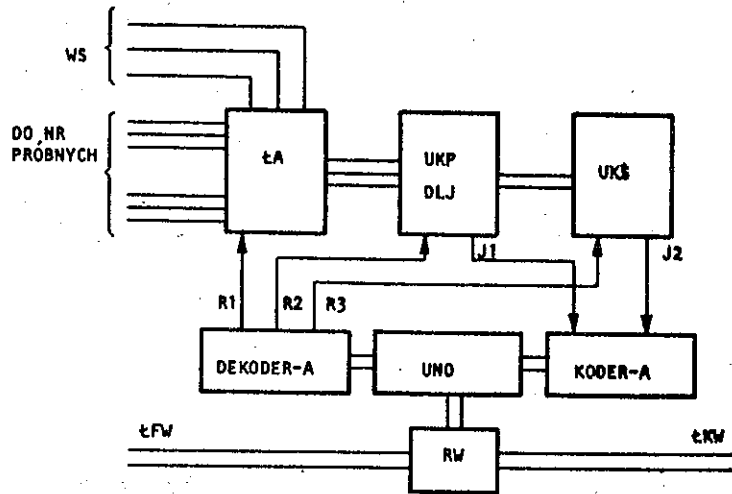 WS
DO NR
PRÓBNYCH
ŁA
UKP
DLJ
UKŚ
J1
J2
R1
R2
R3
DEKODER-A
UNO
KODER-A
ŁFW
ŁKW
RW